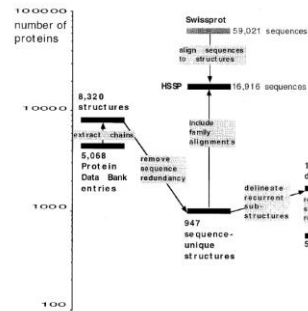 100000
number of
proteins
10000
1000
100
Swissprot
59,021 sequences
align sequences
to structures
HSSP
16,916 sequences
8,320
structures
extract chains
5,068
Protein
Data Bank
entries
remove
sequence
redundancy
include
family
alignments
947
sequence-
unique
structures
delineate
recurrent
sub-
structures